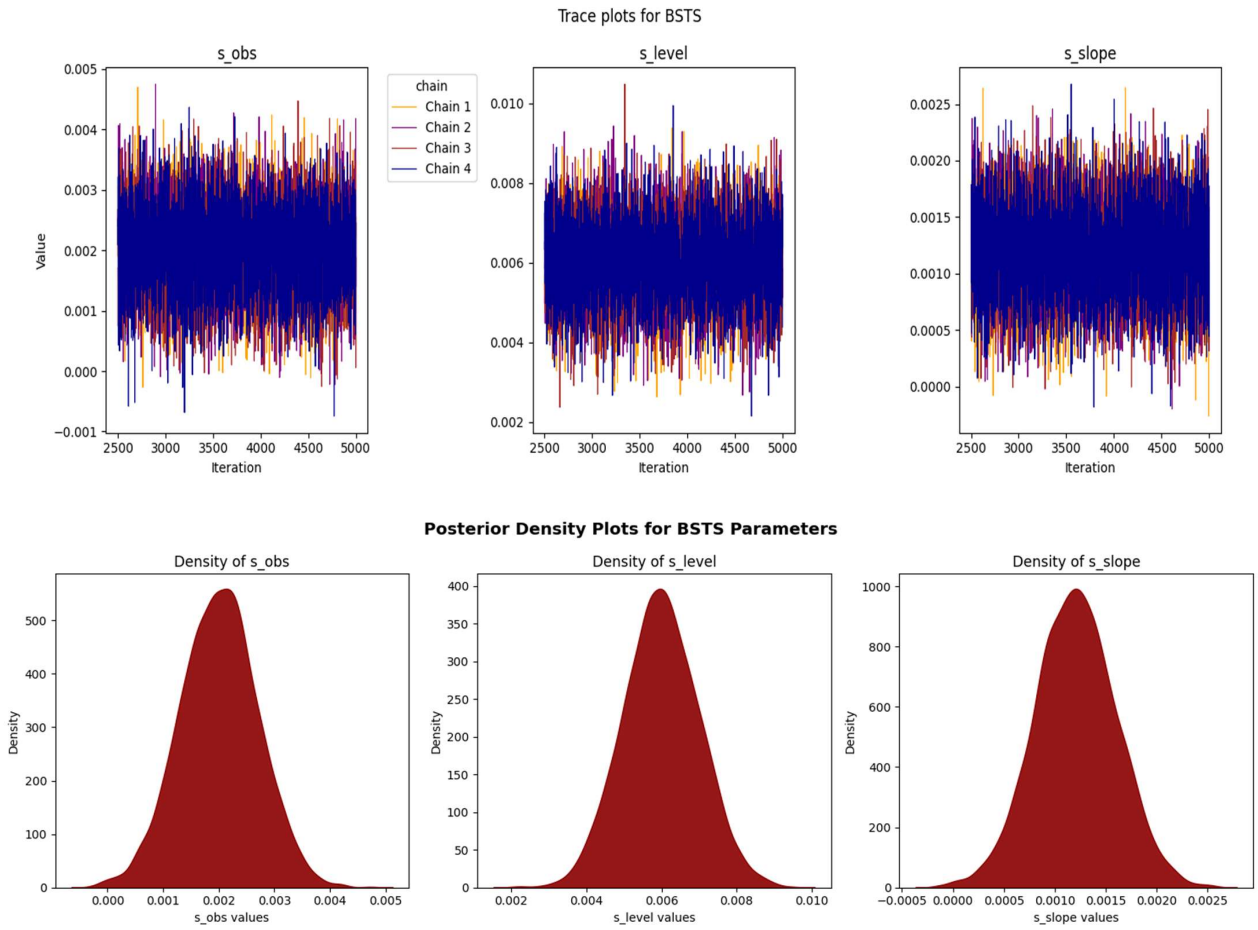 Trace plots for BSTS
s_obs
s_level
s_slope
0.005
0.004
0.003
0.002
0.001
0.000
−0.001
Value
2500 3000 3500 4000 4500 5000
Iteration
chain
Chain 1
Chain 2
Chain 3
Chain 4
0.010
0.008
0.006
0.004
0.002
2500 3000 3500 4000 4500 5000
Iteration
0.0025
0.0020
0.0015
0.0010
0.0005
0.0000
2500 3000 3500 4000 4500 5000
Iteration
Posterior Density Plots for BSTS Parameters
Density of s_obs
500
400
300
200
100
0
Density
0.000 0.001 0.002 0.003 0.004 0.005
s_obs values
Density of s_level
400
350
300
250
200
150
100
50
0
Density
0.002 0.004 0.006 0.008 0.010
s_level values
Density of s_slope
1000
800
600
400
200
0
Density
−0.0005 0.0000 0.0005 0.0010 0.0015 0.0020 0.0025
s_slope values